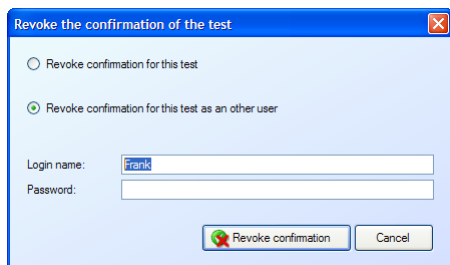 Revoke the confirmation of the test
Revoke confirmation for this test
Revoke confirmation for this test as an other user
Login name: Frank
Password:
Revoke confirmation Cancel